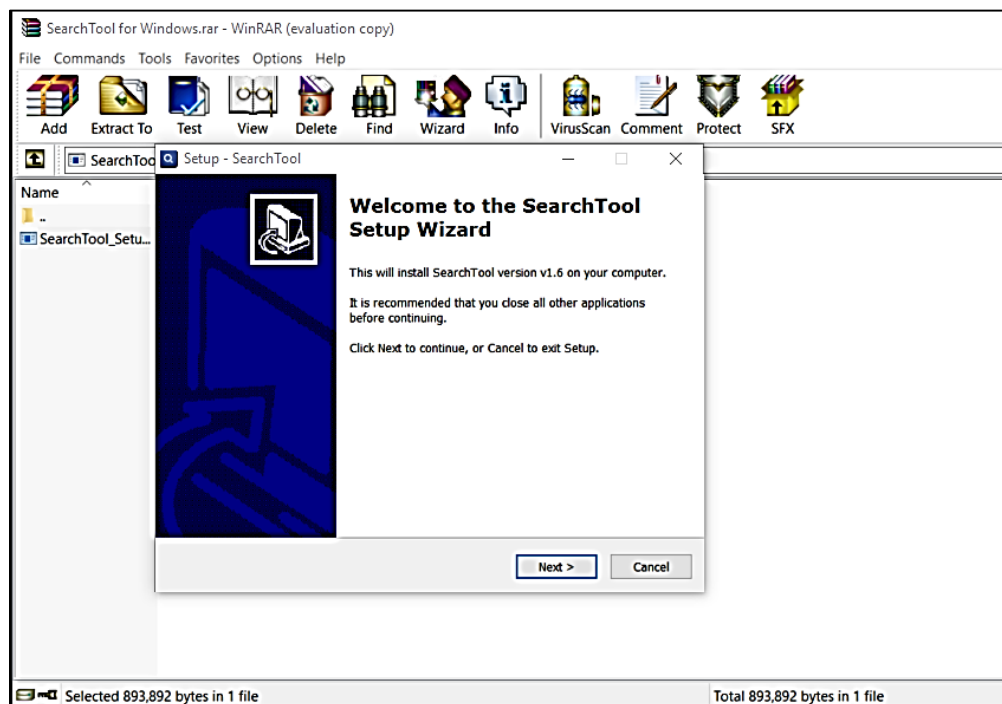 SearchTool for Windows.rar - WinRAR (evaluation copy)
File Commands Tools Favorites Options Help
Add Extract To Test View Delete Find Wizard Info VirusScan Comment Protect SFX
SearchToo
Setup - SearchTool
Name
..
SearchTool_Setu...
Welcome to the SearchTool
Setup Wizard
This will install SearchTool version v1.6 on your computer.
It is recommended that you close all other applications
before continuing.
Click Next to continue, or Cancel to exit Setup.
Next > Cancel
Selected 893,892 bytes in 1 file Total 893,892 bytes in 1 file